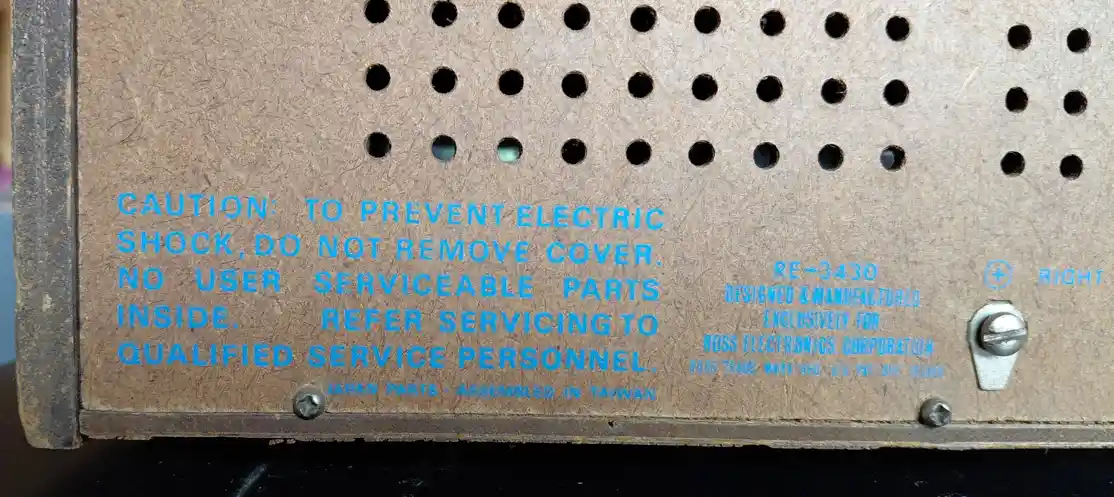 CAUTION: TO PREVENT ELECTRIC
SHOCK, DO NOT REMOVE COVER.
NO USER SERVICEABLE PARTS
INSIDE. REFER SERVICING TO
QUALIFIED SERVICE PERSONNEL.
JAPAN PARTS · ASSEMBLED IN TAIWAN
RE-3430
DESIGNED & MANUFACTURED
EXCLUSIVELY FOR
ROSS ELECTRONICS CORPORATION
RIGHT